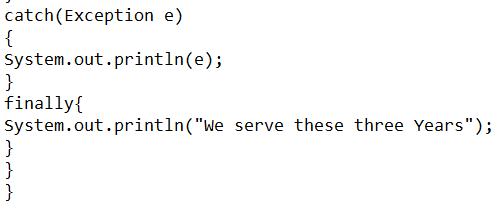 catch(Exception e)
{
System.out.println(e);
}
finally{
System.out.println("We serve these three Years");
}
}
}